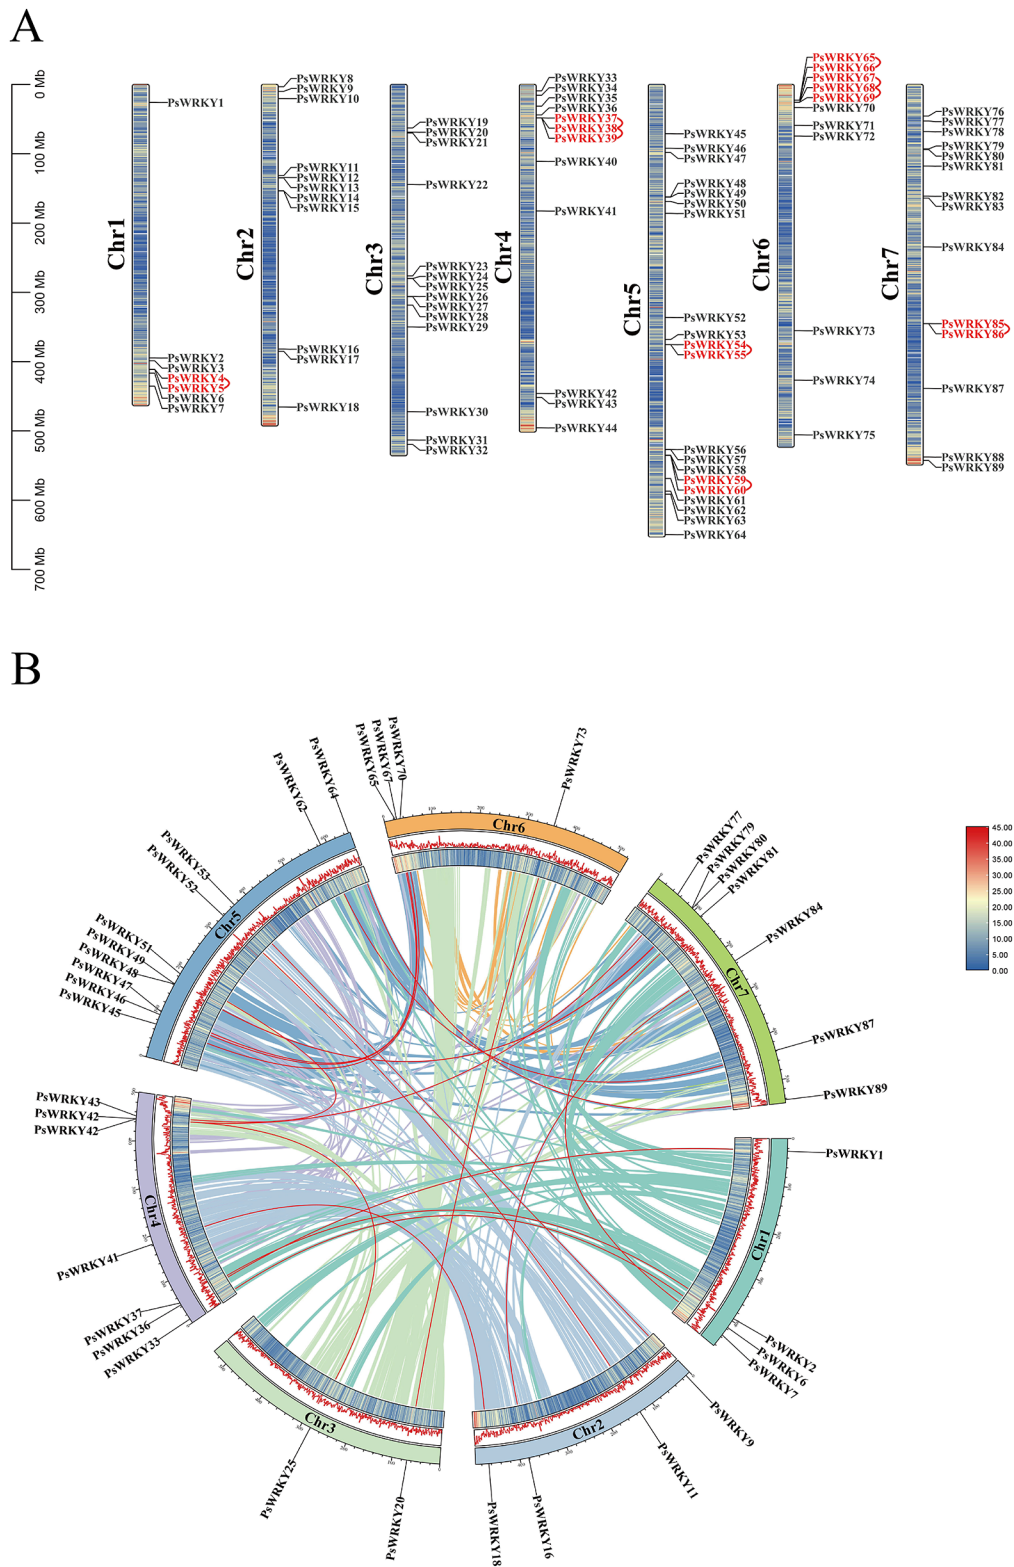 A
0 Mb
100 Mb
200 Mb
300 Mb
400 Mb
500 Mb
600 Mb
700 Mb
Chr1
PsWRKY1
PsWRKY2
PsWRKY3
PsWRKY4
PsWRKY5
PsWRKY6
PsWRKY7
Chr2
PsWRKY8
PsWRKY9
PsWRKY10
PsWRKY11
PsWRKY12
PsWRKY13
PsWRKY14
PsWRKY15
PsWRKY16
PsWRKY17
PsWRKY18
Chr3
PsWRKY19
PsWRKY20
PsWRKY21
PsWRKY22
PsWRKY23
PsWRKY24
PsWRKY25
PsWRKY26
PsWRKY27
PsWRKY28
PsWRKY29
PsWRKY30
PsWRKY31
PsWRKY32
Chr4
PsWRKY33
PsWRKY34
PsWRKY35
PsWRKY36
PsWRKY37
PsWRKY38
PsWRKY39
PsWRKY40
PsWRKY41
PsWRKY42
PsWRKY43
PsWRKY44
Chr5
PsWRKY45
PsWRKY46
PsWRKY47
PsWRKY48
PsWRKY49
PsWRKY50
PsWRKY51
PsWRKY52
PsWRKY53
PsWRKY54
PsWRKY55
PsWRKY56
PsWRKY57
PsWRKY58
PsWRKY59
PsWRKY60
PsWRKY61
PsWRKY62
PsWRKY63
PsWRKY64
Chr6
PsWRKY65
PsWRKY66
PsWRKY67
PsWRKY68
PsWRKY69
PsWRKY70
PsWRKY71
PsWRKY72
PsWRKY73
PsWRKY74
PsWRKY75
Chr7
PsWRKY76
PsWRKY77
PsWRKY78
PsWRKY79
PsWRKY80
PsWRKY81
PsWRKY82
PsWRKY83
PsWRKY84
PsWRKY85
PsWRKY86
PsWRKY87
PsWRKY88
PsWRKY89
B
Chr6
PsWRKY65
PsWRKY67
PsWRKY70
PsWRKY73
Chr7
PsWRKY77
PsWRKY79
PsWRKY80
PsWRKY81
PsWRKY84
PsWRKY87
PsWRKY89
Chr1
PsWRKY1
PsWRKY2
PsWRKY6
PsWRKY7
Chr2
PsWRKY9
PsWRKY11
PsWRKY16
PsWRKY18
Chr3
PsWRKY20
PsWRKY25
Chr4
PsWRKY33
PsWRKY36
PsWRKY37
PsWRKY41
PsWRKY42
PsWRKY42
PsWRKY43
Chr5
PsWRKY45
PsWRKY46
PsWRKY47
PsWRKY48
PsWRKY49
PsWRKY51
PsWRKY52
PsWRKY53
PsWRKY62
PsWRKY64
45.00
40.00
35.00
30.00
25.00
20.00
15.00
10.00
5.00
0.00